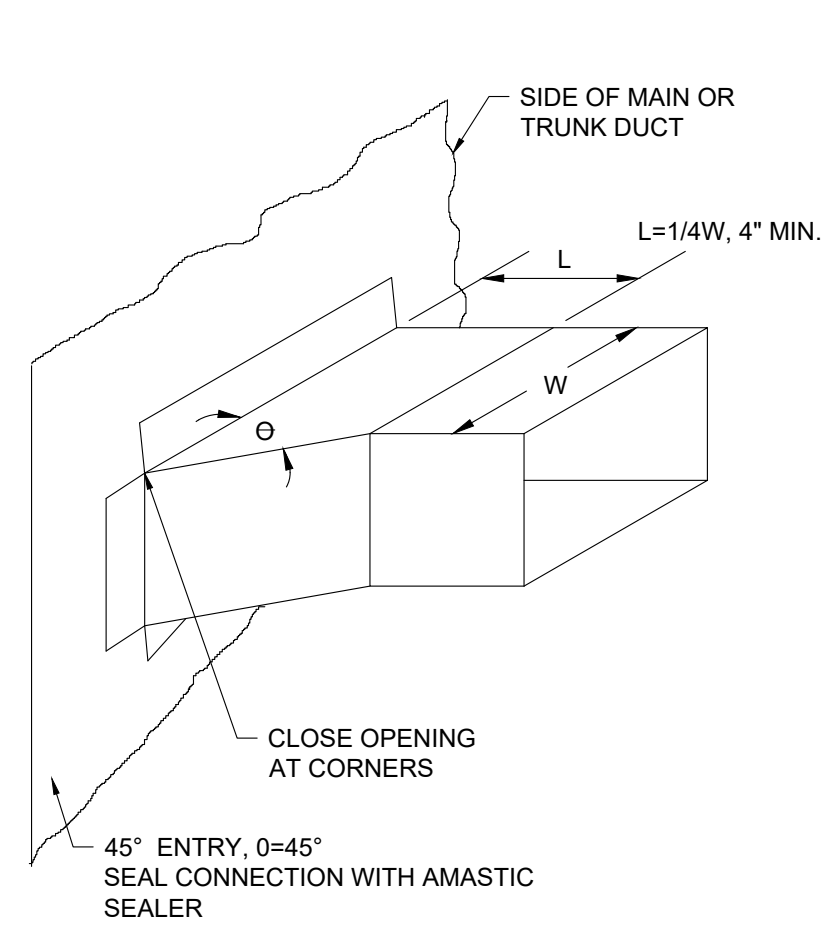 SIDE OF MAIN OR
TRUNK DUCT
L=1/4W, 4" MIN.
L
W
Ɵ
CLOSE OPENING
AT CORNERS
45° ENTRY, 0=45°
SEAL CONNECTION WITH AMASTIC
SEALER